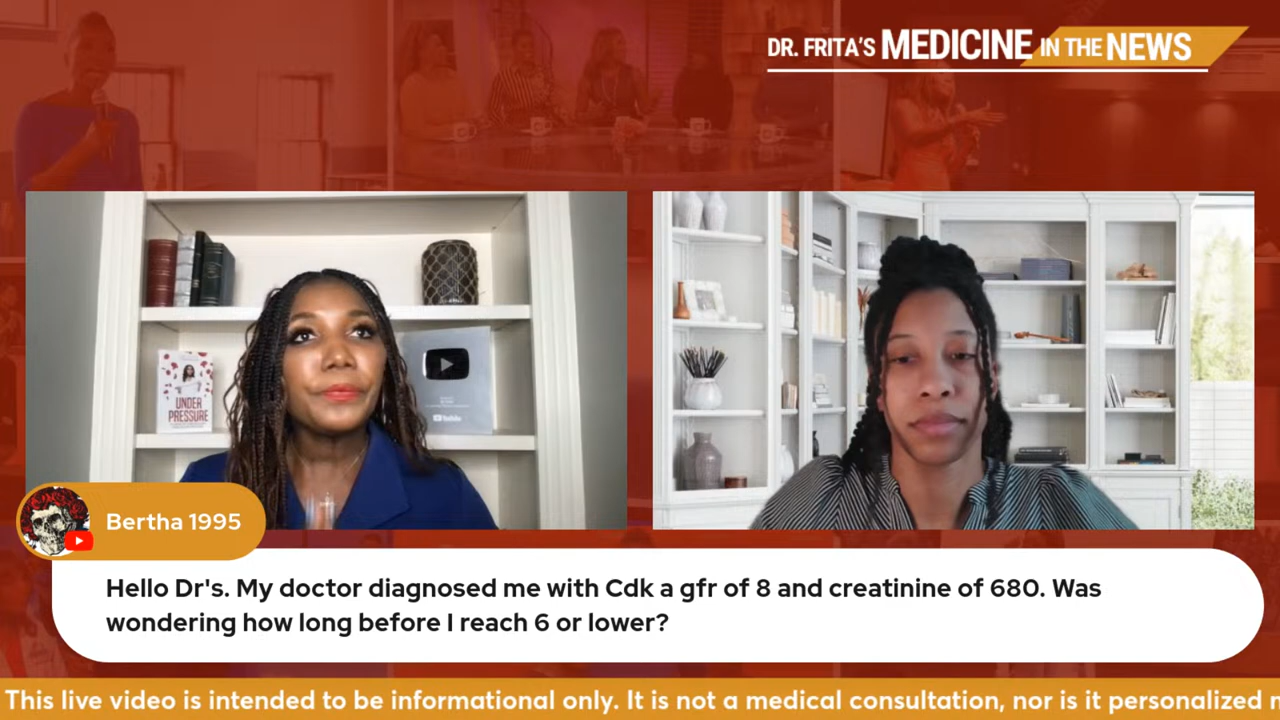 DR. FRITA'S MEDICINE IN THE NEWS
UNDER
PRESSURE
YouTube
Bertha 1995
Hello Dr's. My doctor diagnosed me with Cdk a gfr of 8 and creatinine of 680. Was
wondering how long before I reach 6 or lower?
This live video is intended to be informational only. It is not a medical consultation, nor is it personalized